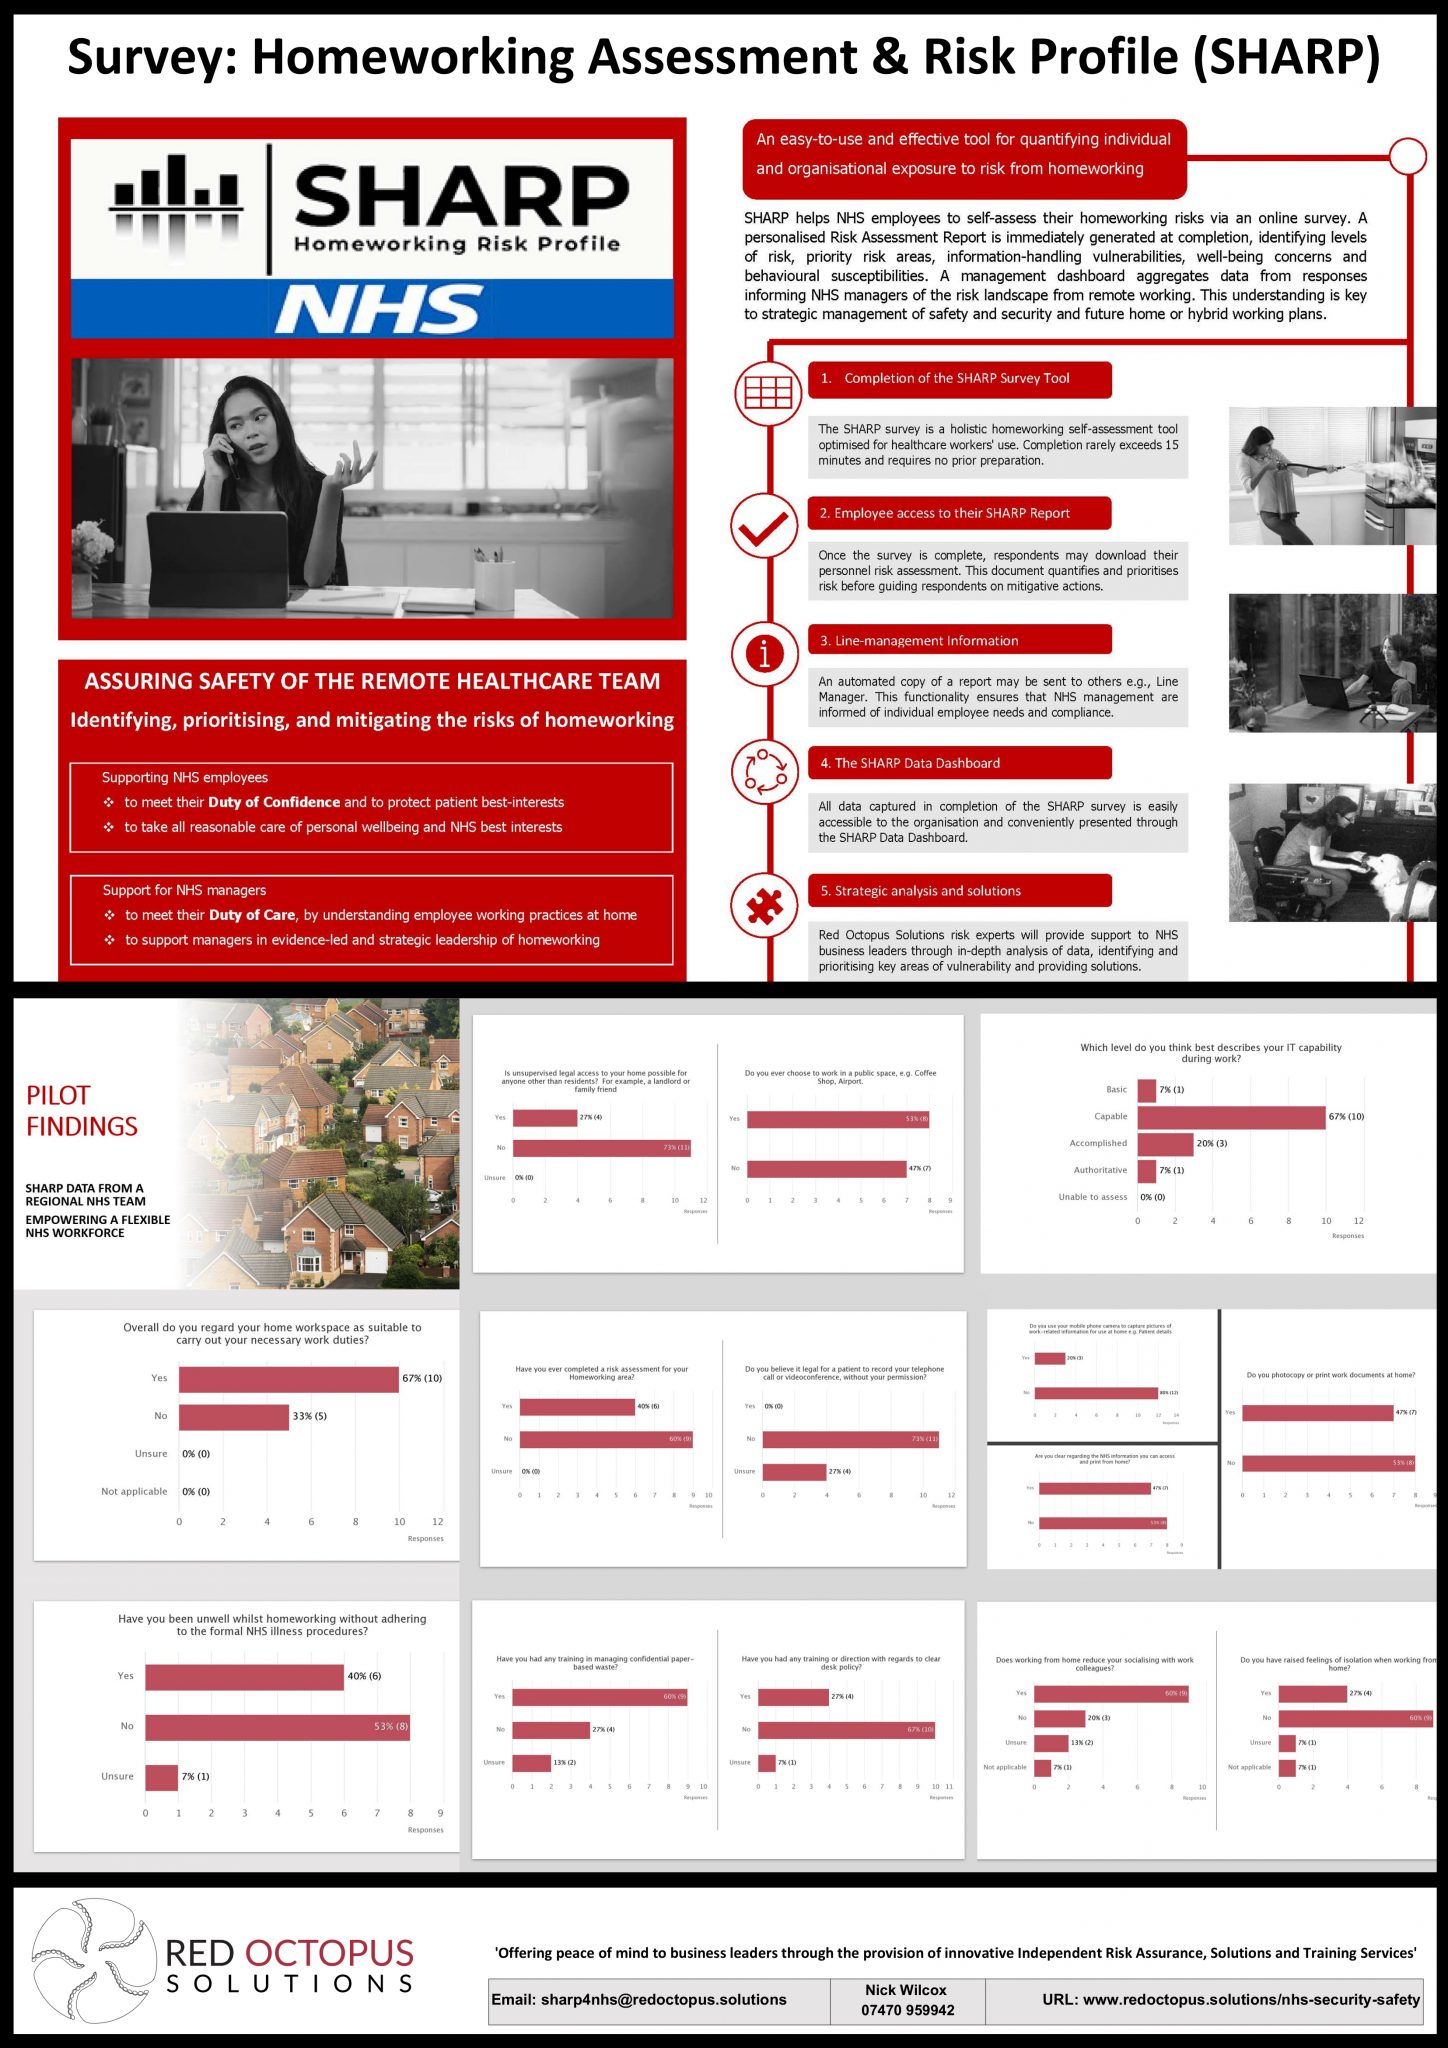 Survey: Homeworking Assessment & Risk Profile (SHARP)
SHARP
Homeworking Risk Profile
NHS
ASSURING SAFETY OF THE REMOTE HEALTHCARE TEAM
Identifying, prioritising, and mitigating the risks of homeworking
Supporting NHS employees
❖ to meet their Duty of Confidence and to protect patient best-interests
❖ to take all reasonable care of personal wellbeing and NHS best interests
Support for NHS managers
❖ to meet their Duty of Care, by understanding employee working practices at home
❖ to support managers in evidence-led and strategic leadership of homeworking
An easy-to-use and effective tool for quantifying individual
and organisational exposure to risk from homeworking
SHARP helps NHS employees to self-assess their homeworking risks via an online survey. A
personalised Risk Assessment Report is immediately generated at completion, identifying levels
of risk, priority risk areas, information-handling vulnerabilities, well-being concerns and
behavioural susceptibilities. A management dashboard aggregates data from responses
informing NHS managers of the risk landscape from remote working. This understanding is key
to strategic management of safety and security and future home or hybrid working plans.
1. Completion of the SHARP Survey Tool
The SHARP survey is a holistic homeworking self-assessment tool
optimised for healthcare workers' use. Completion rarely exceeds 15
minutes and requires no prior preparation.
2. Employee access to their SHARP Report
Once the survey is complete, respondents may download their
personnel risk assessment. This document quantifies and prioritises
risk before guiding respondents on mitigative actions.
i
3. Line-management Information
An automated copy of a report may be sent to others e.g., Line
Manager. This functionality ensures that NHS management are
informed of individual employee needs and compliance.
4. The SHARP Data Dashboard
All data captured in completion of the SHARP survey is easily
accessible to the organisation and conveniently presented through
the SHARP Data Dashboard.
5. Strategic analysis and solutions
Red Octopus Solutions risk experts will provide support to NHS
business leaders through in-depth analysis of data, identifying and
prioritising key areas of vulnerability and providing solutions.
PILOT
FINDINGS
SHARP DATA FROM A
REGIONAL NHS TEAM
EMPOWERING A FLEXIBLE
NHS WORKFORCE
Is unsupervised legal access to your home possible for
anyone other than residents? For example, a landlord or
family friend
Yes 27% (4)
No 73% (11)
Unsure 0% (0)
0 2 4 6 8 10 12
Responses
Do you ever choose to work in a public space, e.g. Coffee
Shop, Airport.
Yes 53% (8)
No 47% (7)
0 1 2 3 4 5 6 7 8 9
Responses
Which level do you think best describes your IT capability
during work?
Basic 7% (1)
Capable 67% (10)
Accomplished 20% (3)
Authoritative 7% (1)
Unable to assess 0% (0)
0 2 4 6 8 10 12
Responses
Overall do you regard your home workspace as suitable to
carry out your necessary work duties?
Yes 67% (10)
No 33% (5)
Unsure 0% (0)
Not applicable 0% (0)
0 2 4 6 8 10 12
Responses
Have you ever completed a risk assessment for your
Homeworking area?
Yes 40% (6)
No 60% (9)
Unsure 0% (0)
0 1 2 3 4 5 6 7 8 9 10
Responses
Do you believe it legal for a patient to record your telephone
call or videoconference, without your permission?
Yes 0% (0)
No 73% (11)
Unsure 27% (4)
0 2 4 6 8 10 12
Responses
Do you use your mobile phone camera to capture pictures of
work-related information for use at home e.g. Patient details
Yes 20% (3)
No 80% (12)
0 2 4 6 8 10 12 14
Responses
Are you clear regarding the NHS information you can access
and print from home?
Yes 47% (7)
No 53% (8)
0 1 2 3 4 5 6 7 8 9
Responses
Do you photocopy or print work documents at home?
Yes 47% (7)
No 53% (8)
0 1 2 3 4 5 6 7 8 9
Have you been unwell whilst homeworking without adhering
to the formal NHS illness procedures?
Yes 40% (6)
No 53% (8)
Unsure 7% (1)
0 1 2 3 4 5 6 7 8 9
Responses
Have you had any training in managing confidential paper-
based waste?
Yes 60% (9)
No 27% (4)
Unsure 13% (2)
0 1 2 3 4 5 6 7 8 9 10
Responses
Have you had any training or direction with regards to clear
desk policy?
Yes 27% (4)
No 67% (10)
Unsure 7% (1)
0 1 2 3 4 5 6 7 8 9 10 11
Responses
Does working from home reduce your socialising with work
colleagues?
Yes 60% (9)
No 20% (3)
Unsure 13% (2)
Not applicable 7% (1)
0 2 4 6 8 10
Responses
Do you have raised feelings of isolation when working from
home?
Yes 27% (4)
No 60% (9)
Unsure 7% (1)
Not applicable 7% (1)
0 2 4 6 8
RED OCTOPUS
SOLUTIONS
'Offering peace of mind to business leaders through the provision of innovative Independent Risk Assurance, Solutions and Training Services'
Email: sharp4nhs@redoctopus.solutions
Nick Wilcox
07470 959942
URL: www.redoctopus.solutions/nhs-security-safety